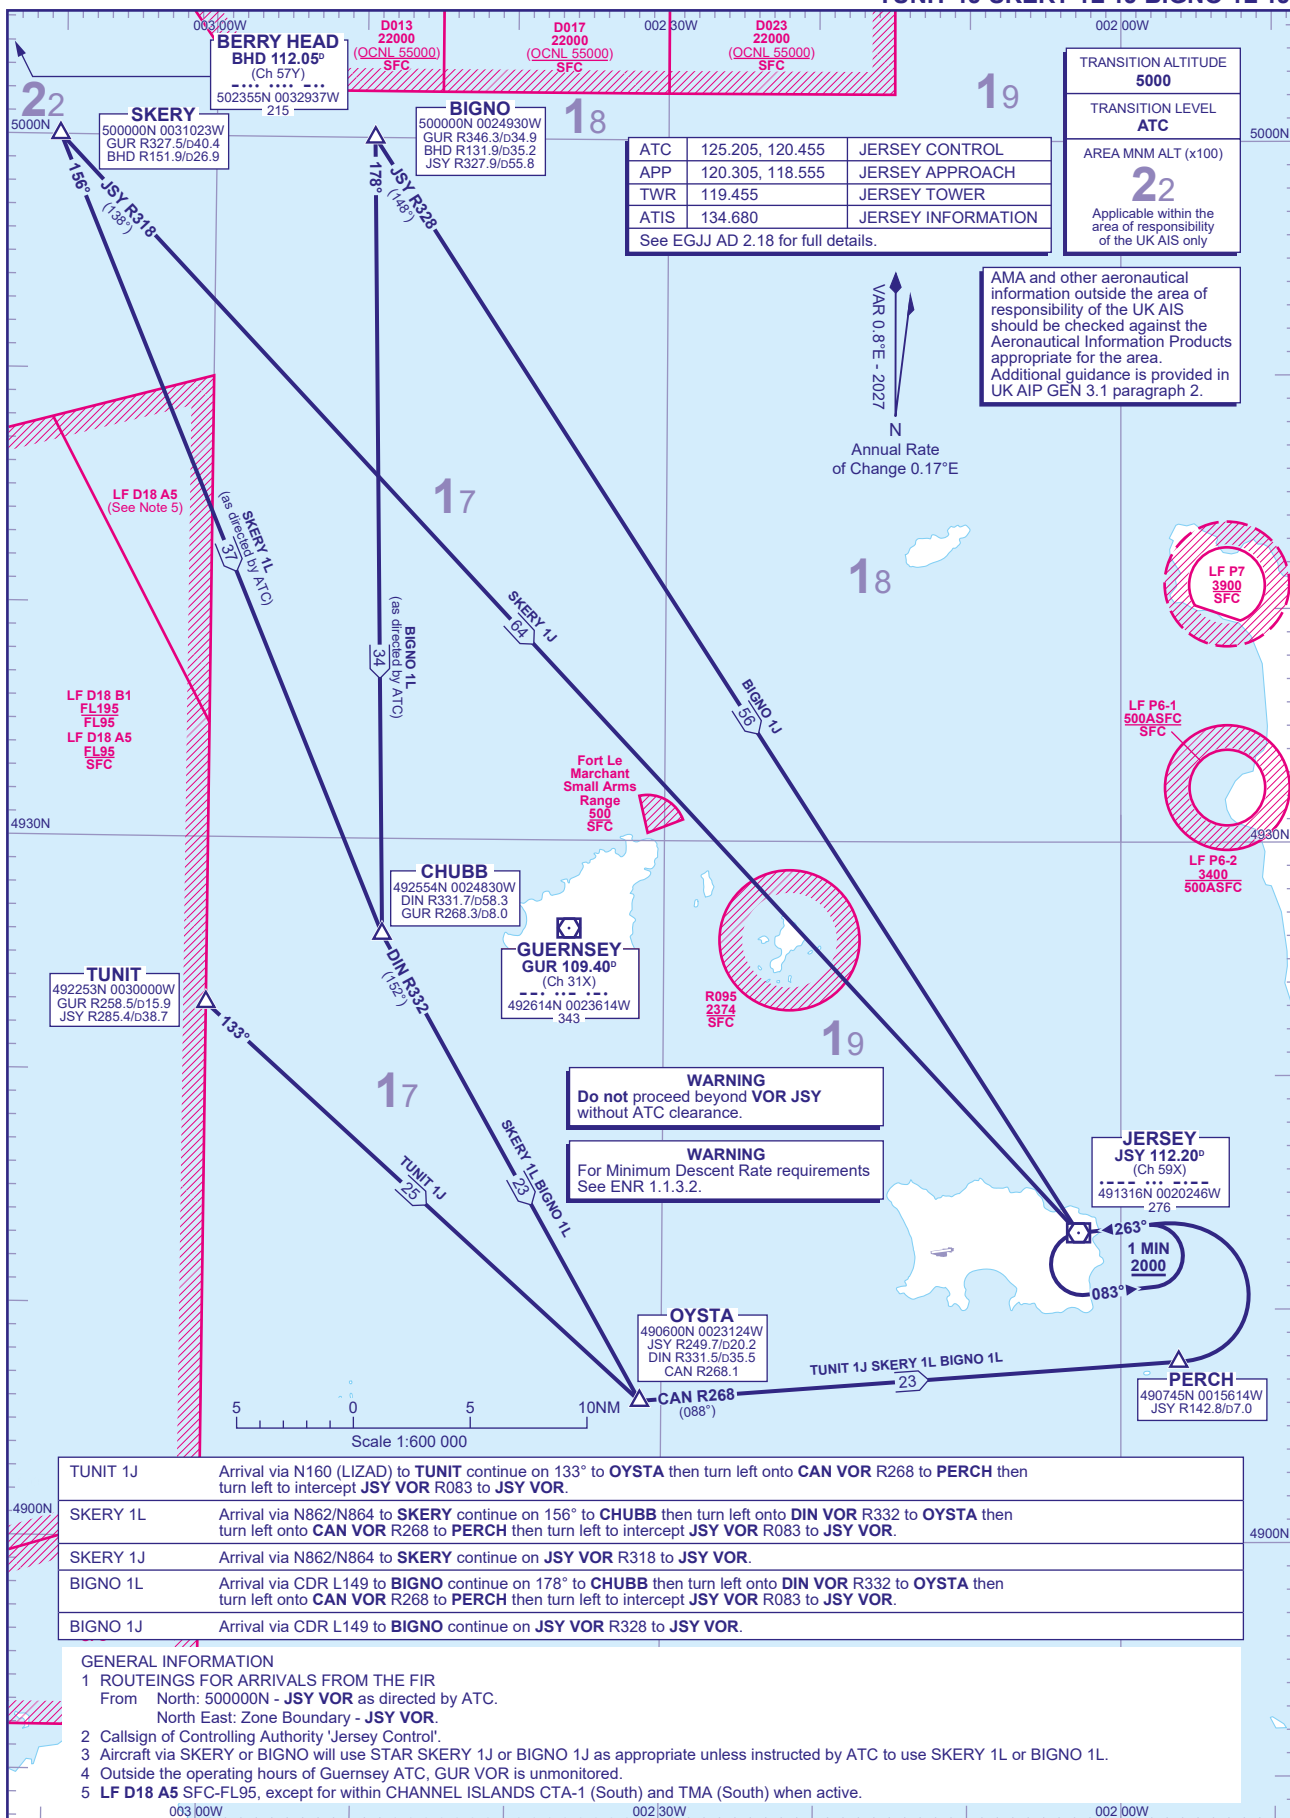 003 00W
002 30W
002 00W
D013
22000
(OCNL 55000)
SFC
D017
22000
(OCNL 55000)
SFC
D023
22000
(OCNL 55000)
SFC
BERRY HEAD
BHD 112.05D
(Ch 57Y)
502355N 0032937W
215
22
18
19
5000N
5000N
SKERY
500000N 0031023W
GUR R327.5/D40.4
BHD R151.9/D26.9
BIGNO
500000N 0024930W
GUR R346.3/D34.9
BHD R131.9/D35.2
JSY R327.9/D55.8
TRANSITION ALTITUDE
5000
TRANSITION LEVEL
ATC
AREA MNM ALT (x100)
22
Applicable within the
area of responsibility
of the UK AIS only
ATC 125.205, 120.455 JERSEY CONTROL
APP 120.305, 118.555 JERSEY APPROACH
TWR 119.455 JERSEY TOWER
ATIS 134.680 JERSEY INFORMATION
See EGJJ AD 2.18 for full details.
AMA and other aeronautical
information outside the area of
responsibility of the UK AIS
should be checked against the
Aeronautical Information Products
appropriate for the area.
Additional guidance is provided in
UK AIP GEN 3.1 paragraph 2.
VAR 0.8°E - 2027
N
Annual Rate
of Change 0.17°E
156°
JSY R318
(138°)
178°
JSY R328
(148°)
LF D18 A5
(See Note 5)
17
18
SKERY 1L
(as directed by ATC)
37
BIGNO 1L
(as directed by ATC)
34
SKERY 1J
64
BIGNO 1J
56
LF P7
3900
SFC
LF D18 B1
FL195
FL95
LF D18 A5
FL95
SFC
LF P6-1
500ASFC
SFC
LF P6-2
3400
500ASFC
Fort Le
Marchant
Small Arms
Range
500
SFC
4930N
4930N
CHUBB
492554N 0024830W
DIN R331.7/D58.3
GUR R268.3/D8.0
GUERNSEY
GUR 109.40D
(Ch 31X)
492614N 0023614W
343
TUNIT
492253N 0030000W
GUR R258.5/D15.9
JSY R285.4/D38.7
DIN R332
(152°)
R095
2374
SFC
133°
17
19
WARNING
Do not proceed beyond VOR JSY
without ATC clearance.
WARNING
For Minimum Descent Rate requirements
See ENR 1.1.3.2.
TUNIT 1J
25
SKERY 1L BIGNO 1L
23
JERSEY
JSY 112.20D
(Ch 59X)
491316N 0020246W
276
263°
1 MIN
2000
083°
OYSTA
490600N 0023124W
JSY R249.7/D20.2
DIN R331.5/D35.5
CAN R268.1
CAN R268
(088°)
TUNIT 1J SKERY 1L BIGNO 1L
23
PERCH
490745N 0015614W
JSY R142.8/D7.0
5 0 5 10NM
Scale 1:600 000
TUNIT 1J Arrival via N160 (LIZAD) to TUNIT continue on 133° to OYSTA then turn left onto CAN VOR R268 to PERCH then
turn left to intercept JSY VOR R083 to JSY VOR.
SKERY 1L Arrival via N862/N864 to SKERY continue on 156° to CHUBB then turn left onto DIN VOR R332 to OYSTA then
turn left onto CAN VOR R268 to PERCH then turn left to intercept JSY VOR R083 to JSY VOR.
SKERY 1J Arrival via N862/N864 to SKERY continue on JSY VOR R318 to JSY VOR.
BIGNO 1L Arrival via CDR L149 to BIGNO continue on 178° to CHUBB then turn left onto DIN VOR R332 to OYSTA then
turn left onto CAN VOR R268 to PERCH then turn left to intercept JSY VOR R083 to JSY VOR.
BIGNO 1J Arrival via CDR L149 to BIGNO continue on JSY VOR R328 to JSY VOR.
4900N
4900N
GENERAL INFORMATION
1 ROUTEINGS FOR ARRIVALS FROM THE FIR
From North: 500000N - JSY VOR as directed by ATC.
North East: Zone Boundary - JSY VOR.
2 Callsign of Controlling Authority 'Jersey Control'.
3 Aircraft via SKERY or BIGNO will use STAR SKERY 1J or BIGNO 1J as appropriate unless instructed by ATC to use SKERY 1L or BIGNO 1L.
4 Outside the operating hours of Guernsey ATC, GUR VOR is unmonitored.
5 LF D18 A5 SFC-FL95, except for within CHANNEL ISLANDS CTA-1 (South) and TMA (South) when active.
003 00W
002 30W
002 00W